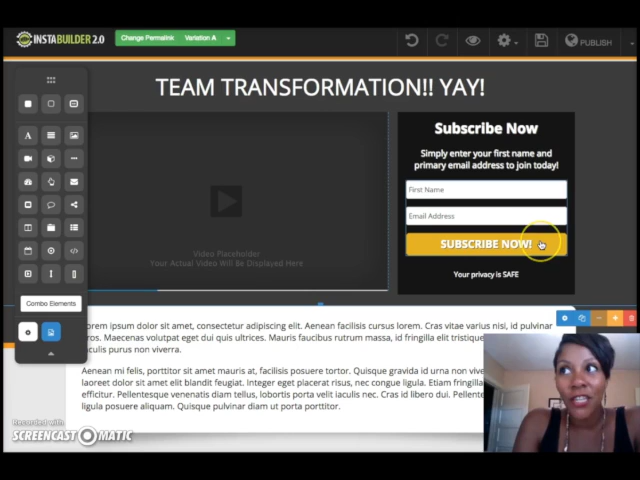 INSTABUILDER 2.0
Change Permalink Variation A
PUBLISH
TEAM TRANSFORMATION!! YAY!
Video Placeholder
Your Actual Video Will Be Displayed Here
Subscribe Now
Simply enter your first name and
primary email address to join today!
First Name
Email Address
SUBSCRIBE NOW!
Your privacy is SAFE
Combo Elements
orem ipsum dolor sit amet, consectetur adipiscing elit. Aenean facilisis cursus lorem. Cras vitae varius nisi, id pulvinar
ros. Maecenas volutpat eget dui quis ultrices. Mauris faucibus rutrum massa, id fringilla elit tristique
aculis purus non viverra.
Aenean mi felis, porttitor sit amet mauris at, facilisis posuere tortor. Quisque gravida id urna non vive
laoreet dolor sit amet elit blandit feugiat. Integer eget placerat risus, nec congue ligula. Etiam fringilla
efficitur. Pellentesque venenatis diam tellus, lobortis porta velit iaculis nec. Cras id libero dui. Pellente
ligula posuere aliquam. Quisque pulvinar diam ut porta porttitor.
Recorded with
SCREENCAST O MATIC